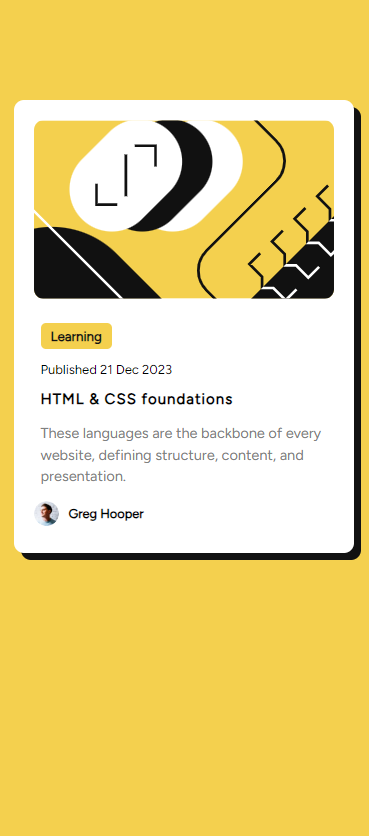 Learning
Published 21 Dec 2023
HTML & CSS foundations
These languages are the backbone of every
website, defining structure, content, and
presentation.
Greg Hooper